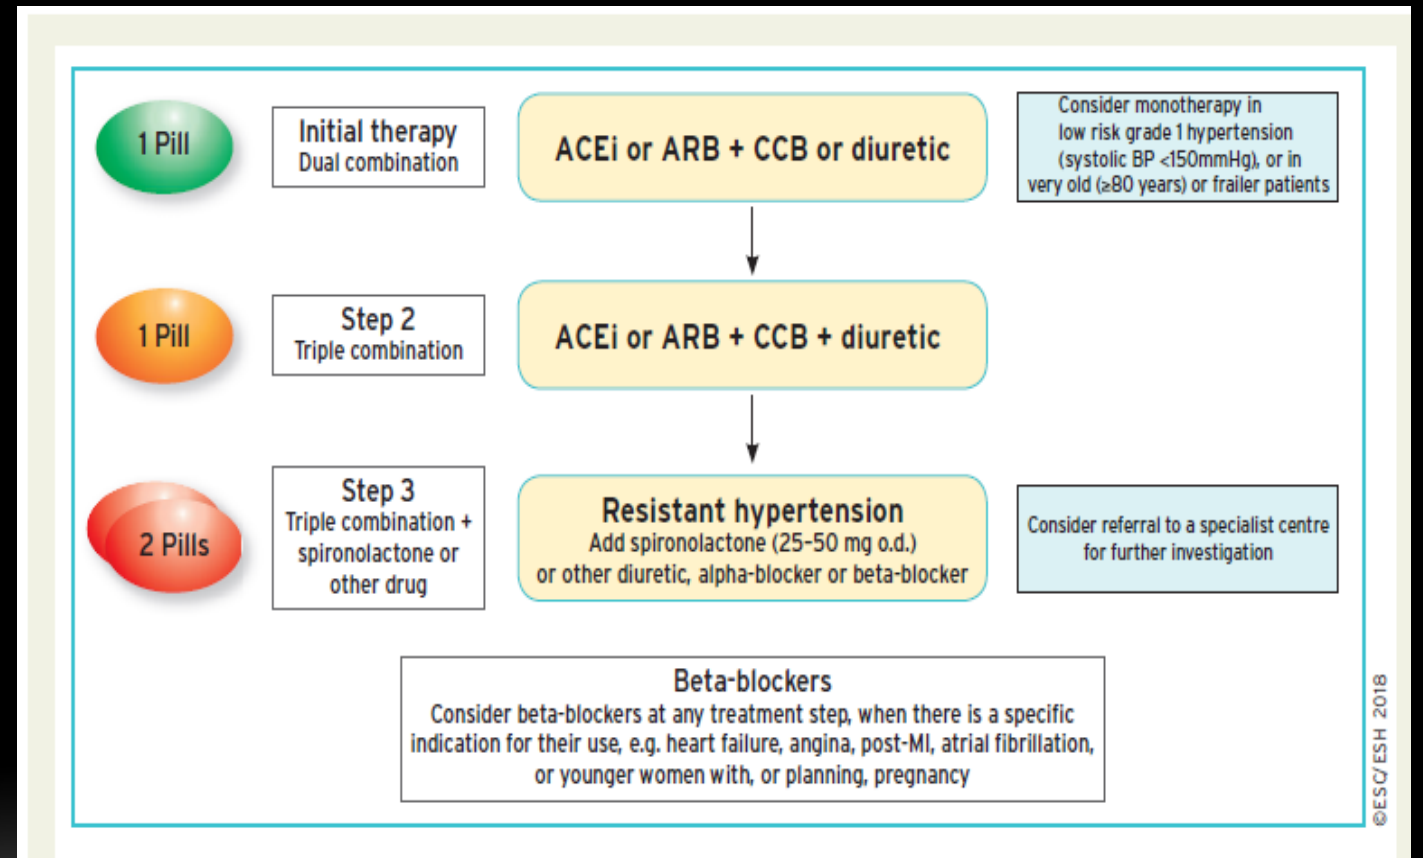 1 Pill
Initial therapy
Dual combination
ACEi or ARB + CCB or diuretic
Consider monotherapy in
low risk grade 1 hypertension
(systolic BP <150mmHg), or in
very old (≥80 years) or frailer patients
1 Pill
Step 2
Triple combination
ACEi or ARB + CCB + diuretic
2 Pills
Step 3
Triple combination +
spironolactone or
other drug
Resistant hypertension
Add spironolactone (25–50 mg o.d.)
or other diuretic, alpha-blocker or beta-blocker
Consider referral to a specialist centre
for further investigation
Beta-blockers
Consider beta-blockers at any treatment step, when there is a specific
indication for their use, e.g. heart failure, angina, post-MI, atrial fibrillation,
or younger women with, or planning, pregnancy
©ESC/ESH 2018